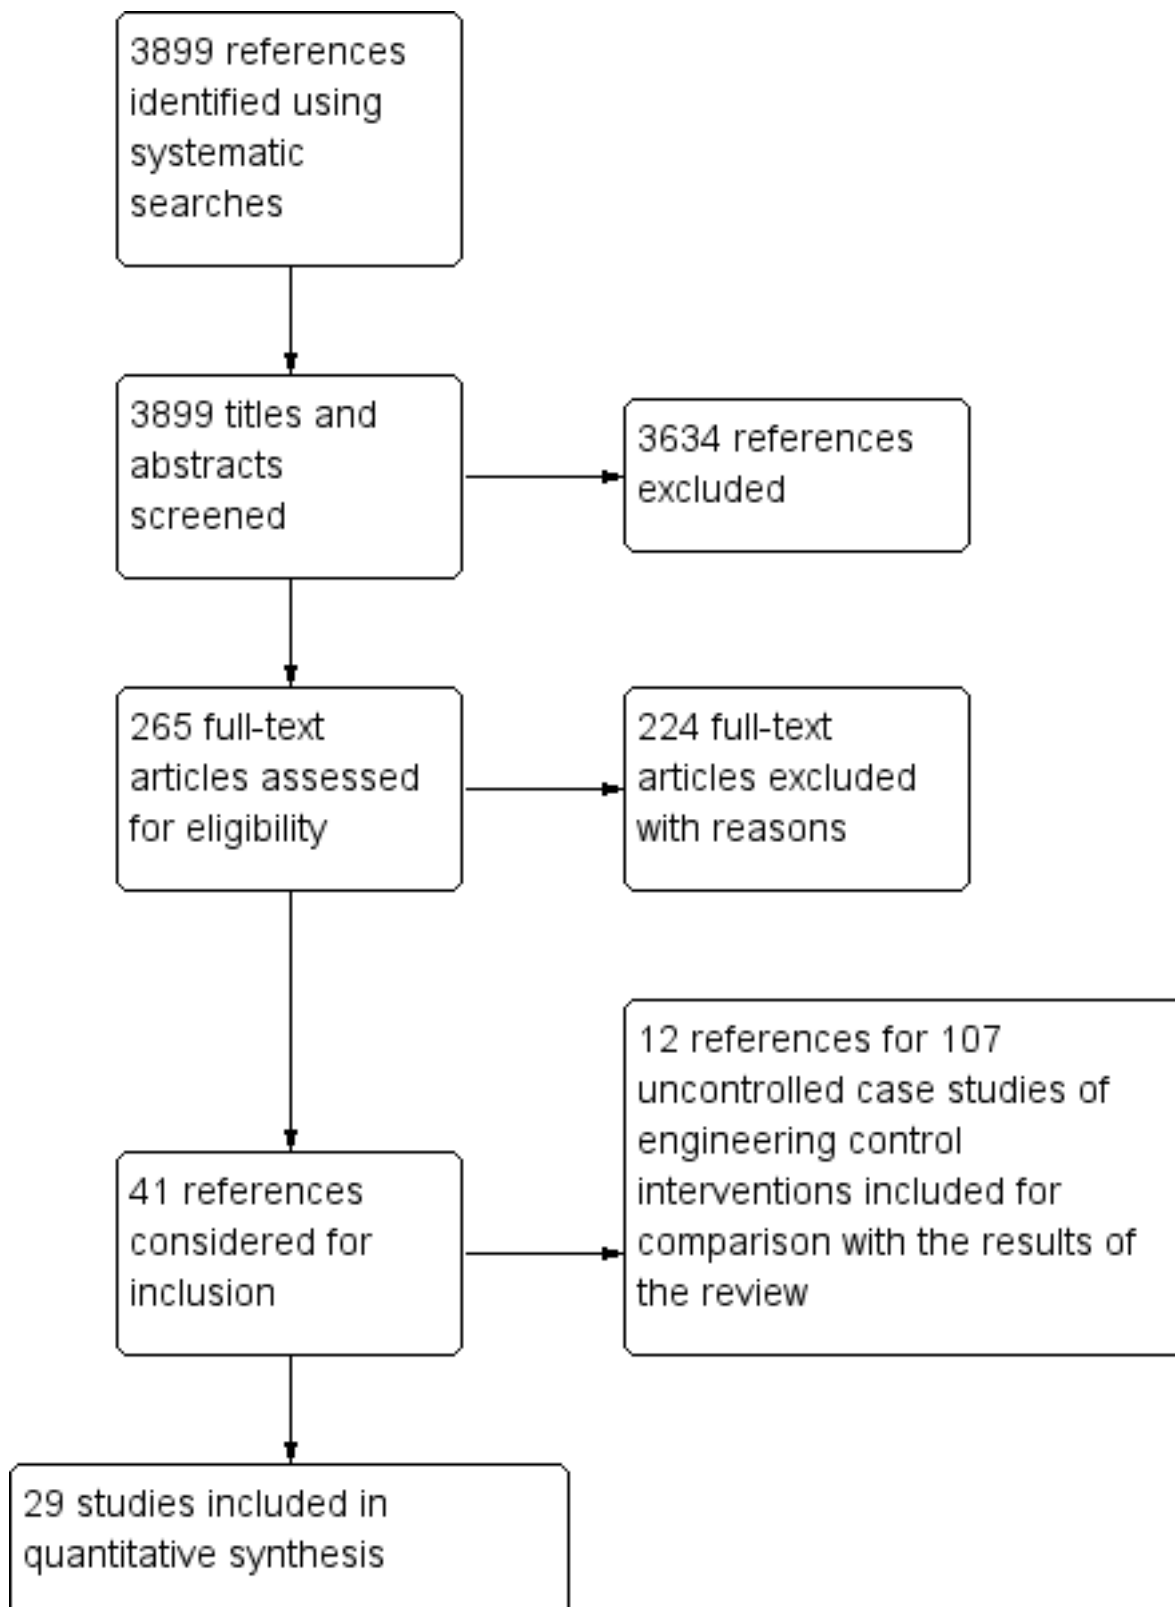 3899 references
identified using
systematic
searches
3899 titles and
abstracts
screened
3634 references
excluded
265 full-text
articles assessed
for eligibility
224 full-text
articles excluded
with reasons
41 references
considered for
inclusion
12 references for 107
uncontrolled case studies of
engineering control
interventions included for
comparison with the results of
the review
29 studies included in
quantitative synthesis